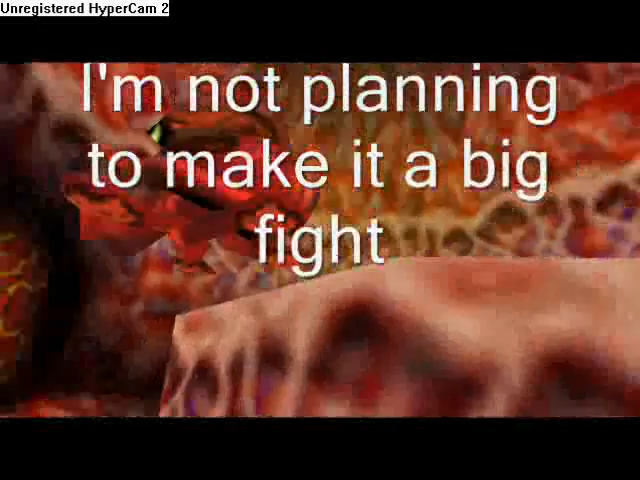 Unregistered HyperCam 2
I'm not planning
to make it a big
fight